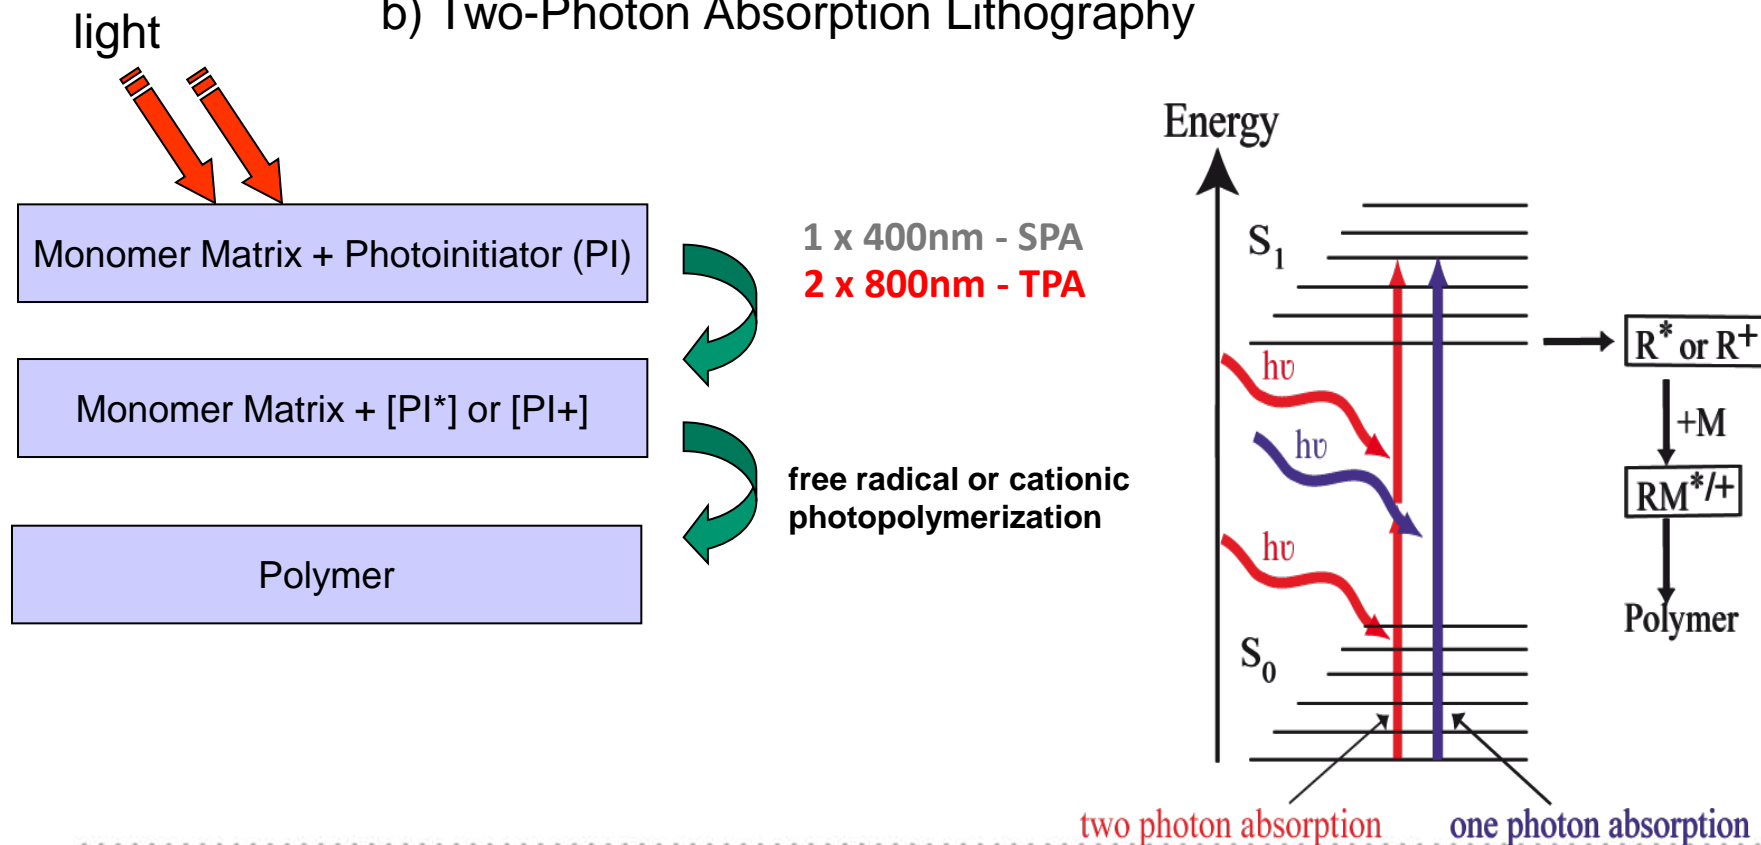 b) Two-Photon Absorption Lithography
light
Monomer Matrix + Photoinitiator (PI)
1 x 400nm - SPA
2 x 800nm - TPA
Monomer Matrix + [PI*] or [PI+]
free radical or cationic
photopolymerization
Polymer
Energy
S1
hυ
hυ
hυ
S0
R* or R+
+M
RM*/+
Polymer
two photon absorption
one photon absorption